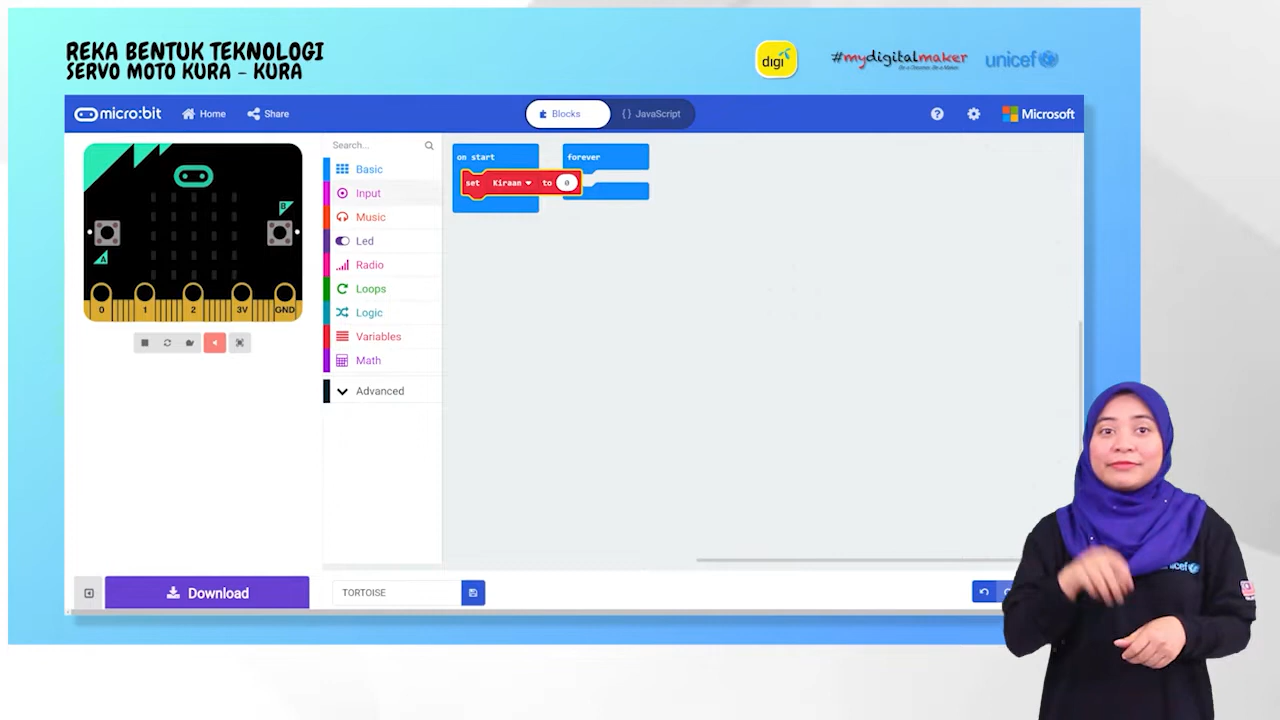 REKA BENTUK TEKNOLOGI
SERVO MOTO KURA - KURA
digi
#mydigitalmaker
unicef
micro:bit
Home
Share
Blocks
{} JavaScript
?
Microsoft
B
A
0 1 2 3V GND
Search...
Basic
Input
Music
Led
Radio
Loops
Logic
Variables
Math
Advanced
on start
set Kiraan to 0
forever
Download
TORTOISE
unicef